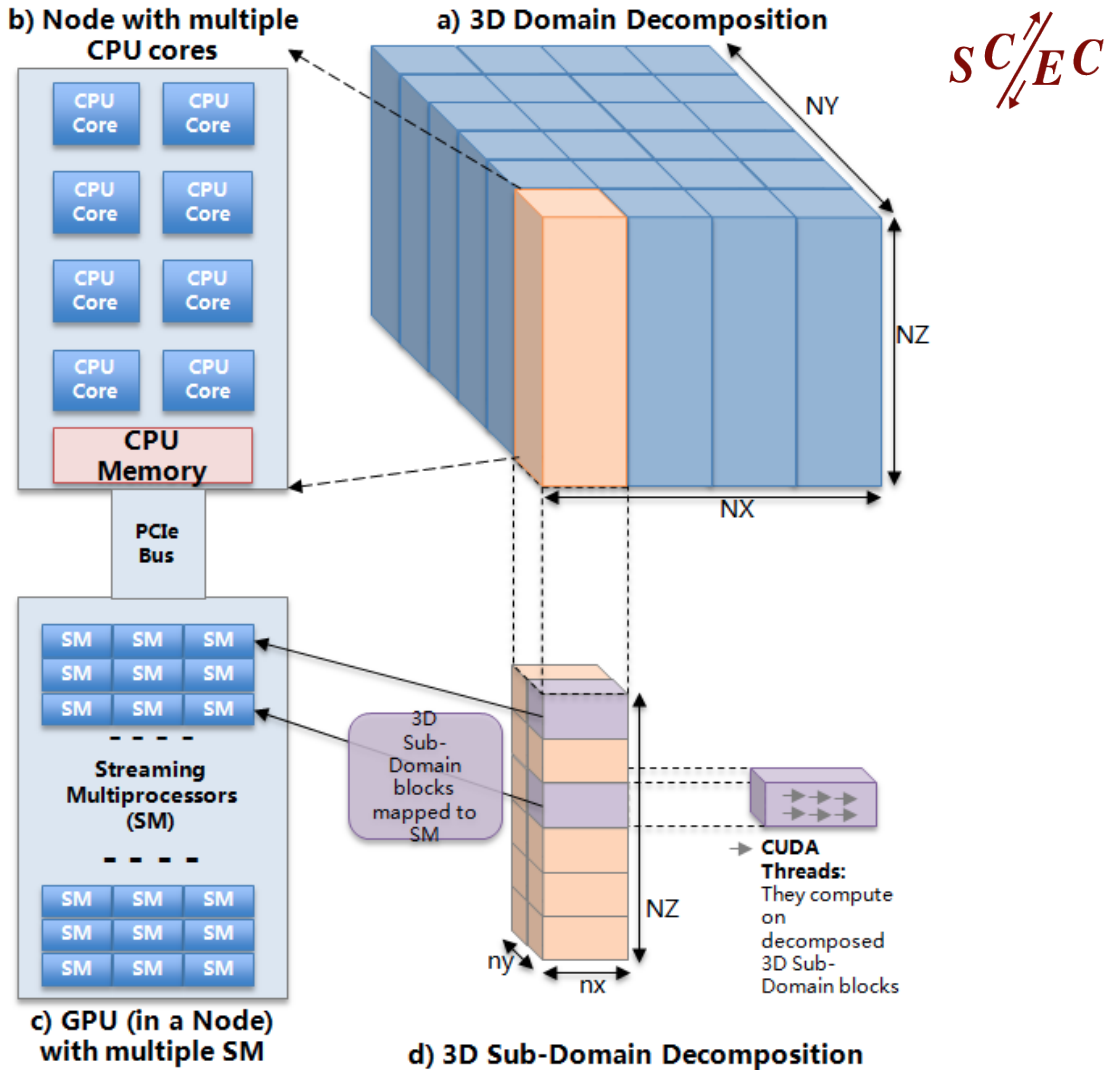 b) Node with multiple
CPU cores
a) 3D Domain Decomposition
SC/EC
CPU
Core
CPU
Core
CPU
Core
CPU
Core
CPU
Core
CPU
Core
CPU
Core
CPU
Core
CPU
Memory
NY
NZ
NX
PCIe
Bus
SM SM SM
SM SM SM
SM SM SM
- - - -
Streaming
Multiprocessors
(SM)
- - - -
SM SM SM
SM SM SM
SM SM SM
c) GPU (in a Node)
with multiple SM
3D
Sub-
Domain
blocks
mapped to
SM
NZ
ny
nx
CUDA
Threads:
They compute
on
decomposed
3D Sub-
Domain blocks
d) 3D Sub-Domain Decomposition